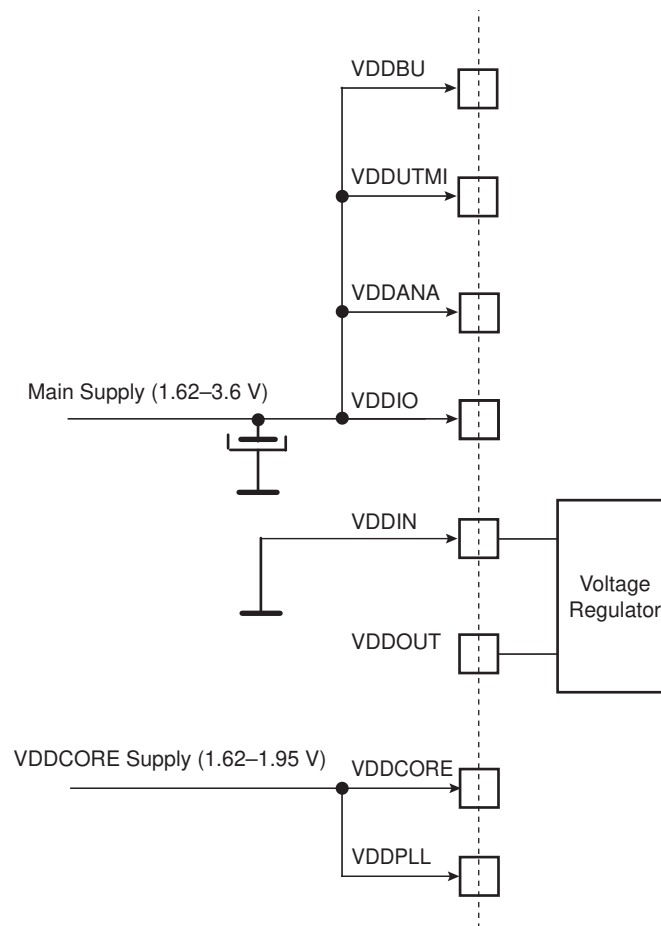 VDDBU
VDDUTMI
VDDANA
Main Supply (1.62–3.6 V)
VDDIO
VDDIN
Voltage
Regulator
VDDOUT
VDDCORE Supply (1.62–1.95 V)
VDDCORE
VDDPLL